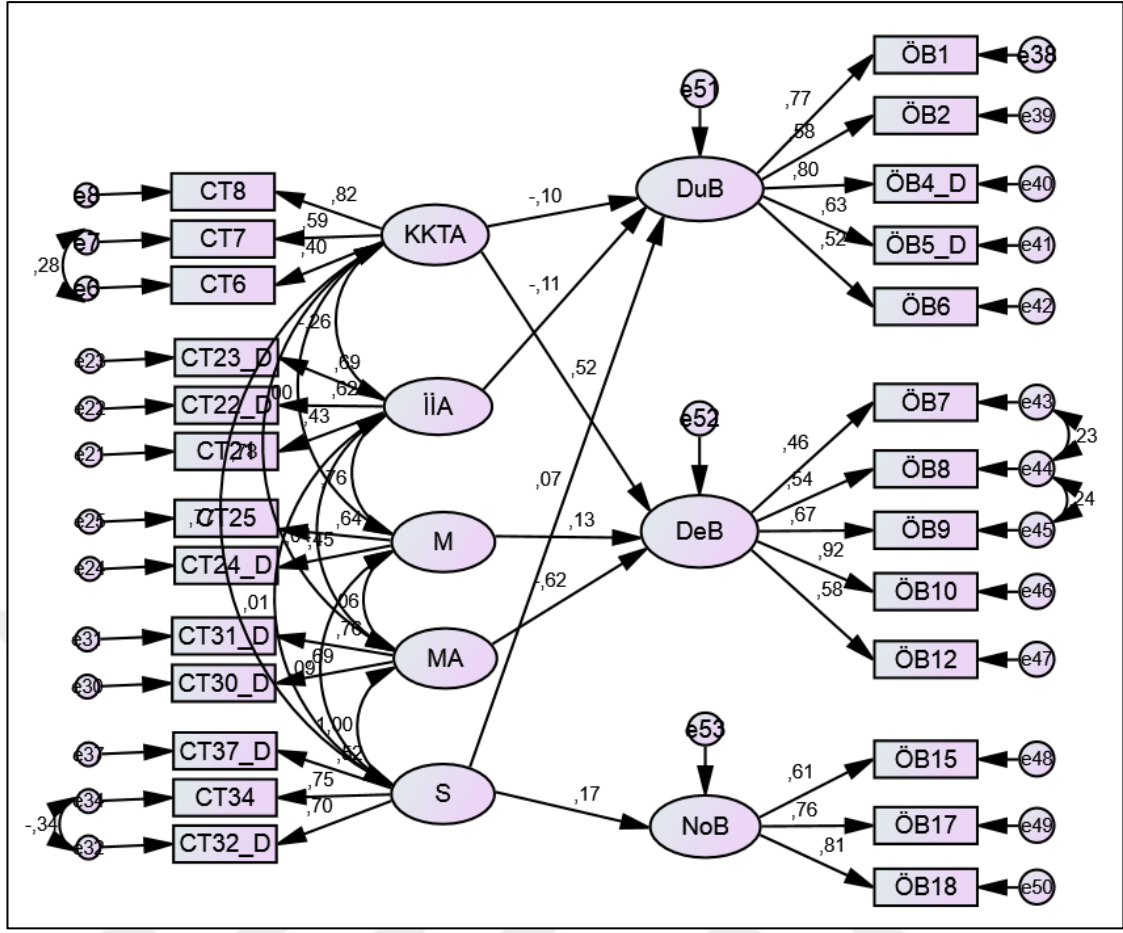 e51
ÖB1
e38
,77
ÖB2
e39
,58
DuB
,80
ÖB4_D
e40
,63
ÖB5_D
e41
,52
ÖB6
e42
e8
CT8
,82
KKTA
-,10
e7
CT7
,59
,28
e6
CT6
,40
-,11
-,26
e23
CT23_D
,69
,52
e22
CT22_D
,62
,00
İİA
e21
CT21
,43
,78
,76
e52
ÖB7
e43
,46
,23
ÖB8
e44
,54
,24
ÖB9
e45
,67
DeB
ÖB10
e46
,92
ÖB12
e47
,58
,07
e25
CT25
,64
M
,13
e24
CT24_D
,45
-,62
,01
,06
e31
CT31_D
,76
MA
e30
CT30_D
,69
,09
1,00
e37
CT37_D
,52
e34
CT34
,75
S
,17
-,34
e32
CT32_D
,70
e53
ÖB15
e48
,61
NoB
ÖB17
e49
,76
ÖB18
e50
,81